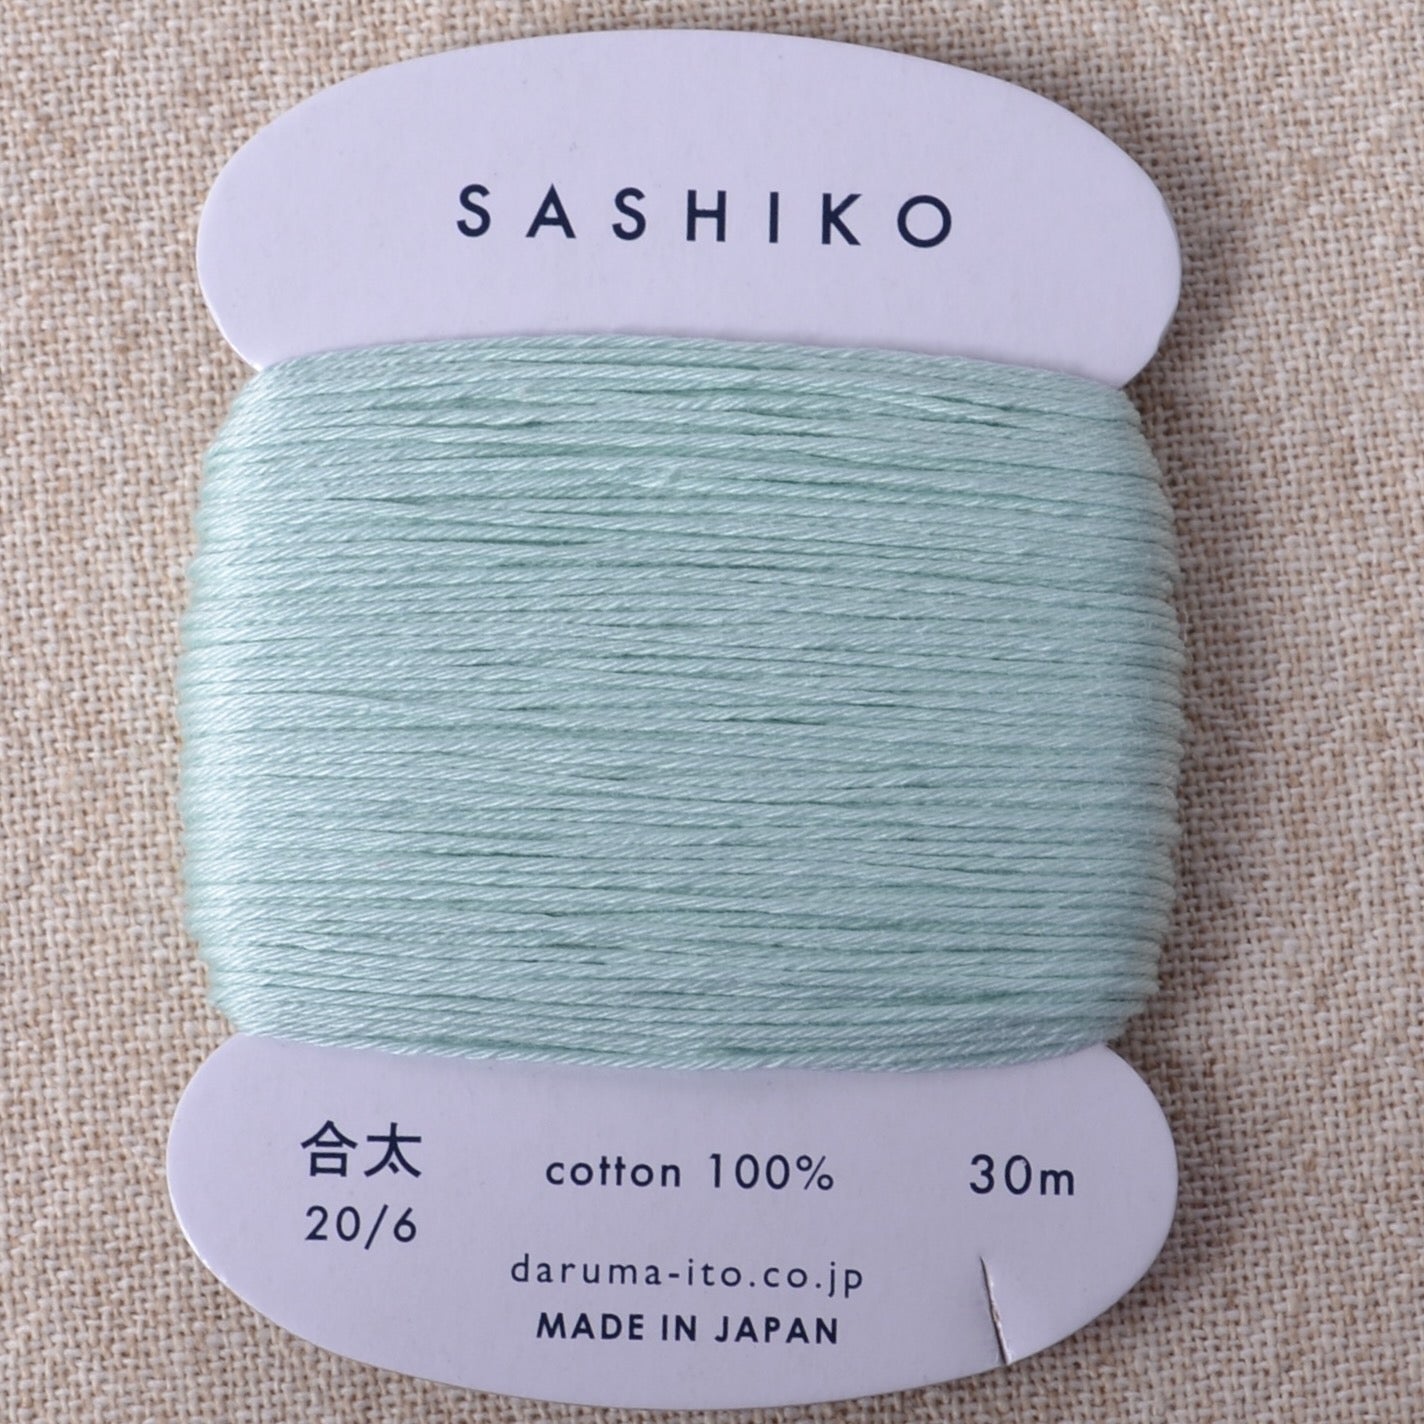 SASHIKO
合太
20/6
cotton 100%
30m
daruma-ito.co.jp
MADE IN JAPAN